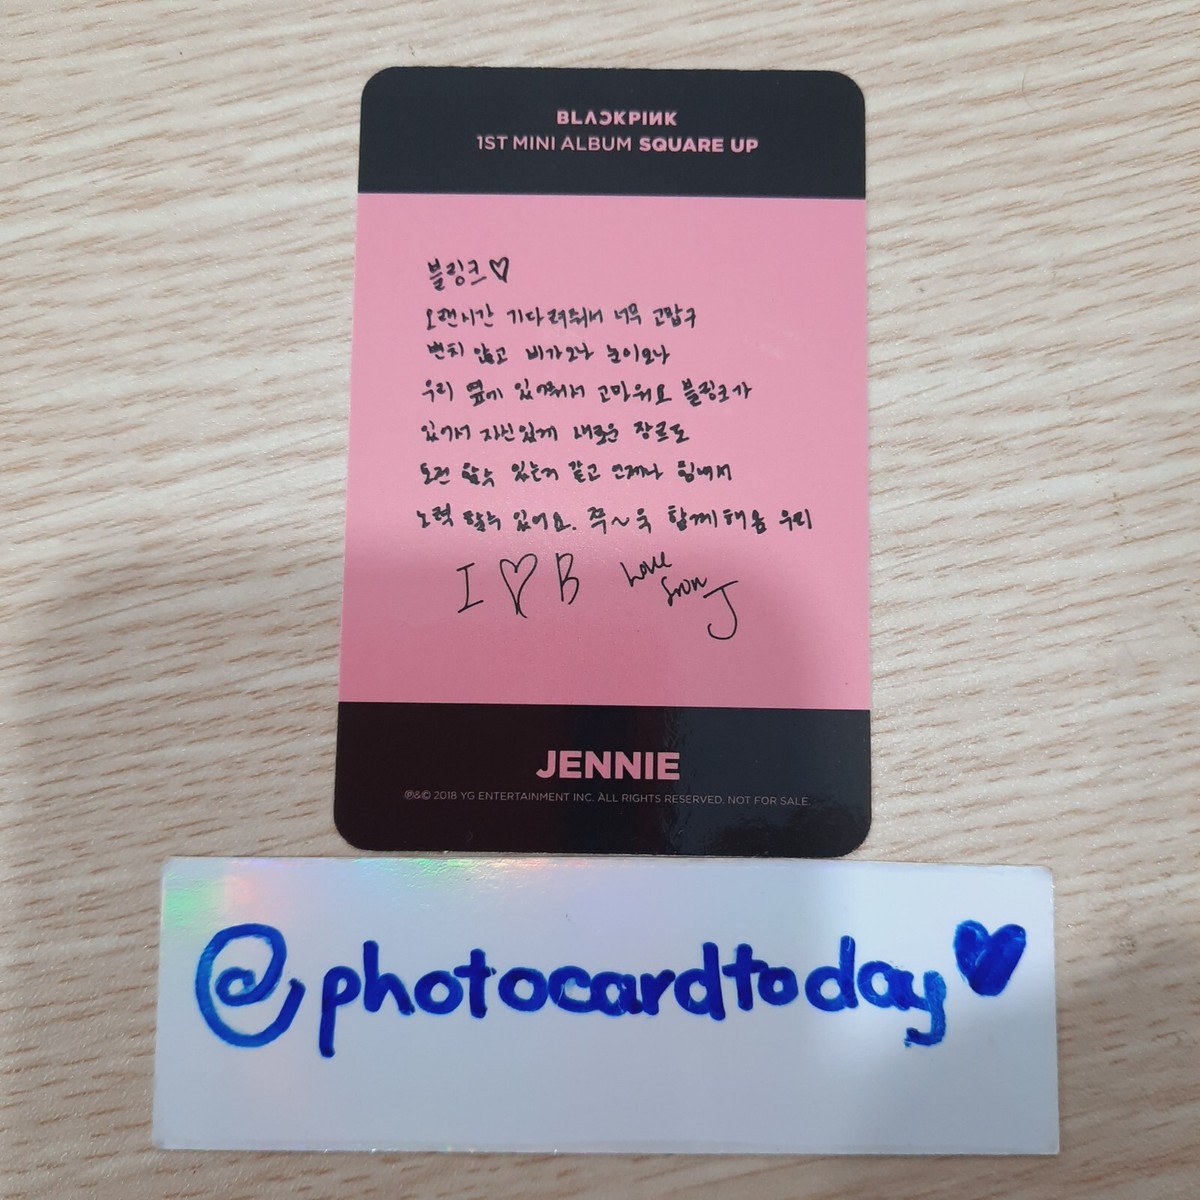 BLACKPINK
1ST MINI ALBUM SQUARE UP
블링크♡
오랜시간 기다려줘서 너무 고맙구
변치 않고 비가오나 눈이오나
우리 옆에 있어줘서 고마워요 블링크가
있어서 자신있게 새로운 장르도
도전 할수 있는거 같고 언제나 힘내서
노력 할수 있어요. 쭈~욱 함께해욤 우리
I ♡ B Love
from J
JENNIE
℗&© 2018 YG ENTERTAINMENT INC. ALL RIGHTS RESERVED. NOT FOR SALE.
@photocardtoday♥